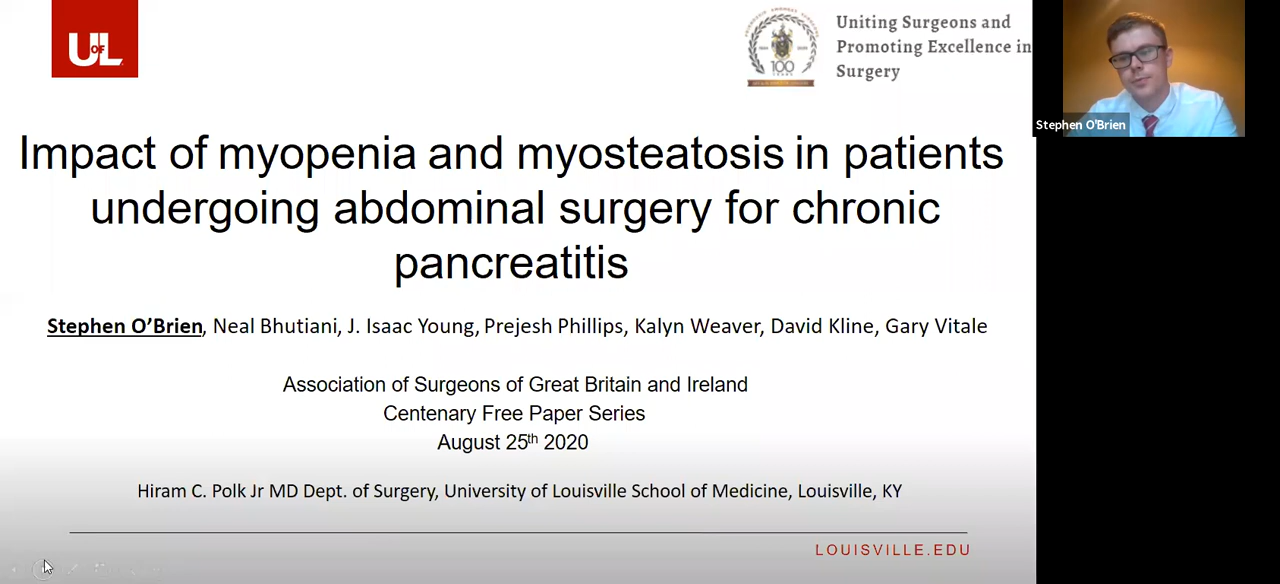 UofL
Uniting Surgeons and
Promoting Excellence in
Surgery
100
YEARS
Stephen O'Brien
Impact of myopenia and myosteatosis in patients
undergoing abdominal surgery for chronic
pancreatitis
Stephen O’Brien, Neal Bhutiani, J. Isaac Young, Prejesh Phillips, Kalyn Weaver, David Kline, Gary Vitale
Association of Surgeons of Great Britain and Ireland
Centenary Free Paper Series
August 25th 2020
Hiram C. Polk Jr MD Dept. of Surgery, University of Louisville School of Medicine, Louisville, KY
LOUISVILLE.EDU